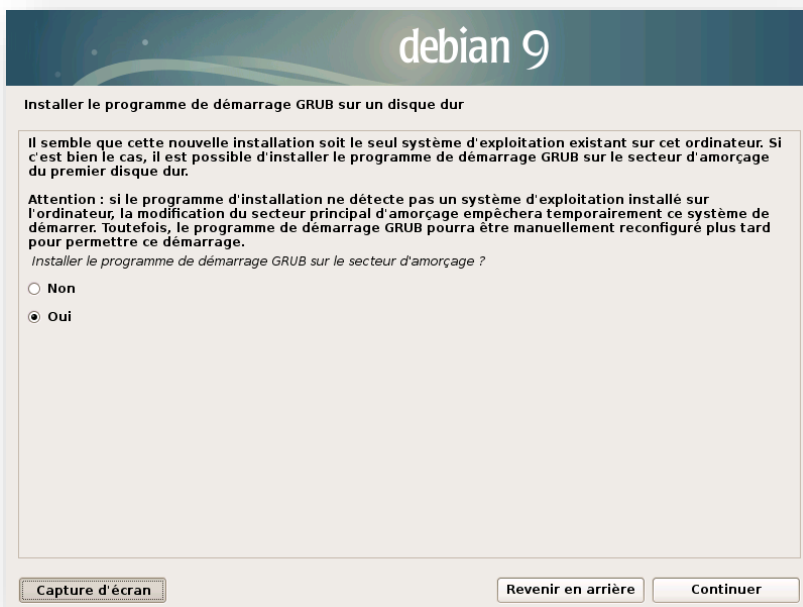 debian 9
Installer le programme de démarrage GRUB sur un disque dur
Il semble que cette nouvelle installation soit le seul système d'exploitation existant sur cet ordinateur. Si
c'est bien le cas, il est possible d'installer le programme de démarrage GRUB sur le secteur d'amorçage
du premier disque dur.
Attention : si le programme d'installation ne détecte pas un système d'exploitation installé sur
l'ordinateur, la modification du secteur principal d'amorçage empêchera temporairement ce système de
démarrer. Toutefois, le programme de démarrage GRUB pourra être manuellement reconfiguré plus tard
pour permettre ce démarrage.
Installer le programme de démarrage GRUB sur le secteur d'amorçage ?
Non
Oui
Capture d'écran
Revenir en arrière
Continuer